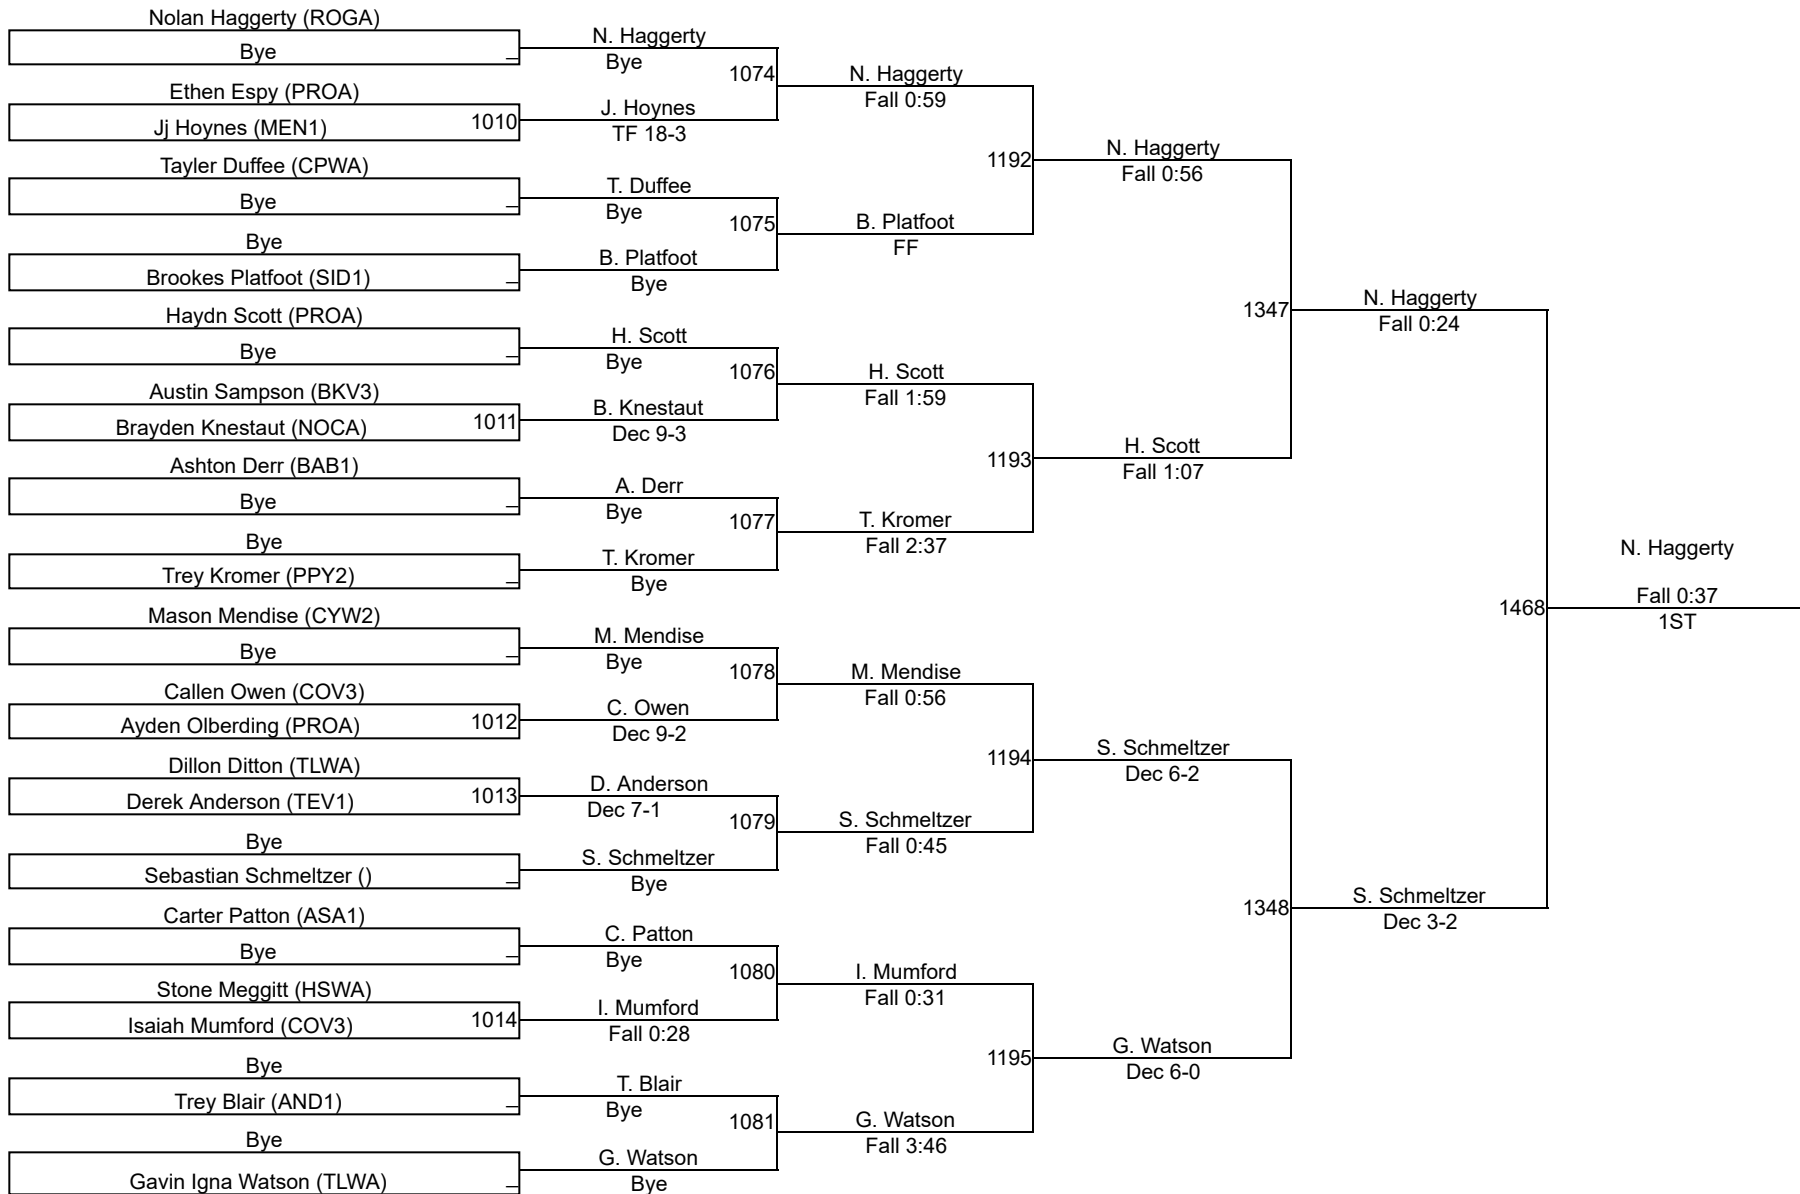 Nolan Haggerty (ROGA)
Bye
Ethen Espy (PROA)
Jj Hoynes (MEN1) 1010
Tayler Duffee (CPWA)
Bye
Bye
Brookes Platfoot (SID1)
Haydn Scott (PROA)
Bye
Austin Sampson (BKV3)
Brayden Knestaut (NOCA) 1011
Ashton Derr (BAB1)
Bye
Bye
Trey Kromer (PPY2)
Mason Mendise (CYW2)
Bye
Callen Owen (COV3)
Ayden Olberding (PROA) 1012
Dillon Ditton (TLWA)
Derek Anderson (TEV1) 1013
Bye
Sebastian Schmeltzer ()
Carter Patton (ASA1)
Bye
Stone Meggitt (HSWA)
Isaiah Mumford (COV3) 1014
Bye
Trey Blair (AND1)
Bye
Gavin Igna Watson (TLWA)
N. Haggerty
Bye
1074
J. Hoynes
TF 18-3
T. Duffee
Bye
1075
B. Platfoot
Bye
H. Scott
Bye
1076
B. Knestaut
Dec 9-3
A. Derr
Bye
1077
T. Kromer
Bye
M. Mendise
Bye
1078
C. Owen
Dec 9-2
D. Anderson
Dec 7-1
1079
S. Schmeltzer
Bye
C. Patton
Bye
1080
I. Mumford
Fall 0:28
T. Blair
Bye
1081
G. Watson
Bye
N. Haggerty
Fall 0:59
1192
B. Platfoot
FF
H. Scott
Fall 1:59
1193
T. Kromer
Fall 2:37
M. Mendise
Fall 0:56
1194
S. Schmeltzer
Fall 0:45
I. Mumford
Fall 0:31
1195
G. Watson
Fall 3:46
N. Haggerty
Fall 0:56
1347
H. Scott
Fall 1:07
S. Schmeltzer
Dec 6-2
1348
G. Watson
Dec 6-0
N. Haggerty
Fall 0:24
1468
S. Schmeltzer
Dec 3-2
N. Haggerty
Fall 0:37
1ST